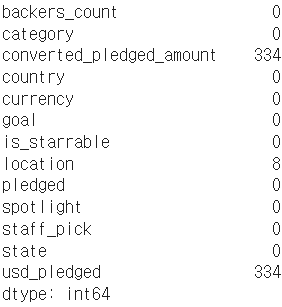 backers_count 0
category 0
converted_pledged_amount 334
country 0
currency 0
goal 0
is_starrable 0
location 8
pledged 0
spotlight 0
staff_pick 0
state 0
usd_pledged 334
dtype: int64